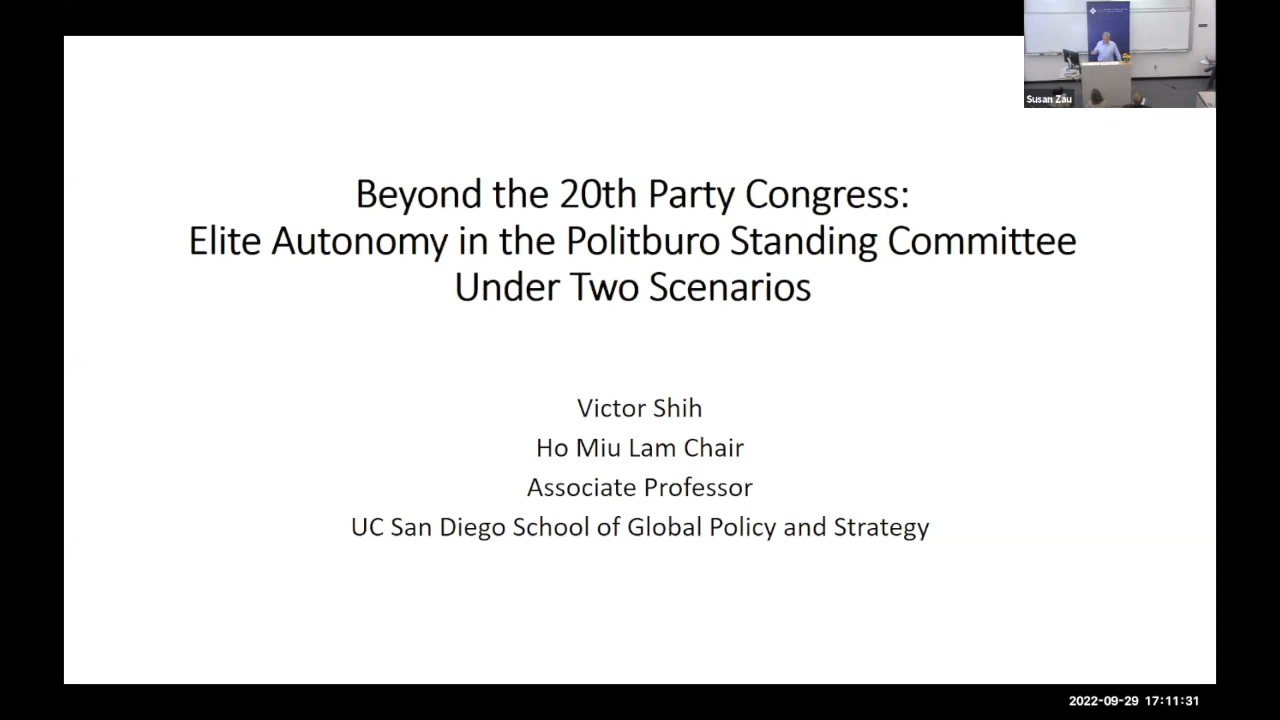 Susan Zau
Beyond the 20th Party Congress:
Elite Autonomy in the Politburo Standing Committee
Under Two Scenarios
Victor Shih
Ho Miu Lam Chair
Associate Professor
UC San Diego School of Global Policy and Strategy
2022-09-29 17:11:31